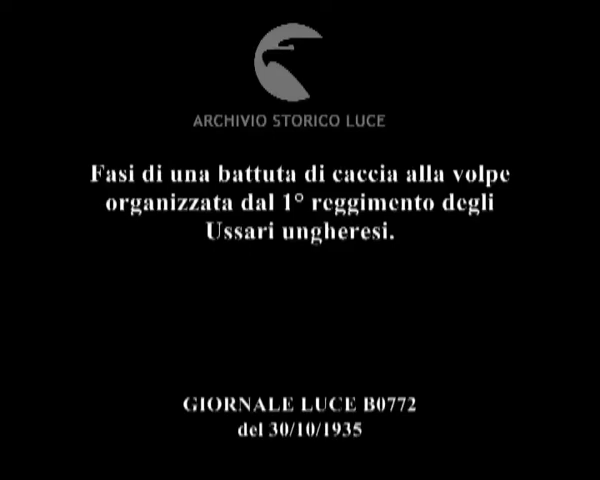 ARCHIVIO STORICO LUCE
Fasi di una battuta di caccia alla volpe
organizzata dal 1° reggimento degli
Ussari ungheresi.
GIORNALE LUCE B0772
del 30/10/1935